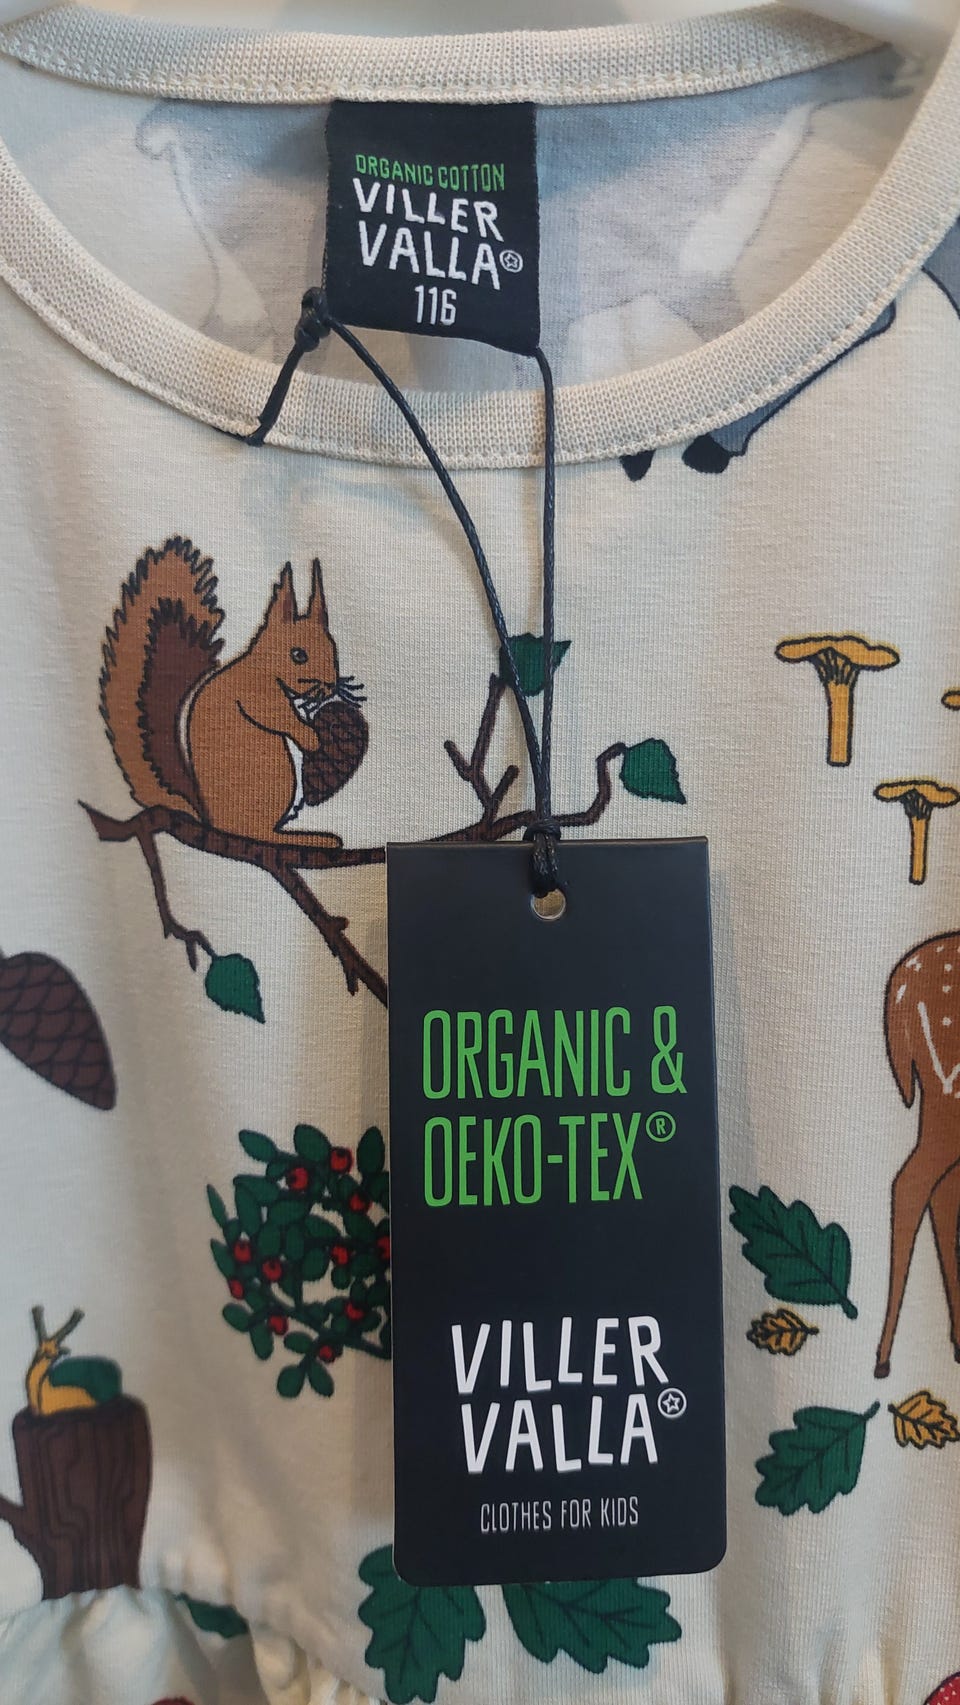 ORGANIC COTTON
VILLER
VALLA
116
ORGANIC &
OEKO-TEX®
VILLER
VALLA
CLOTHES FOR KIDS